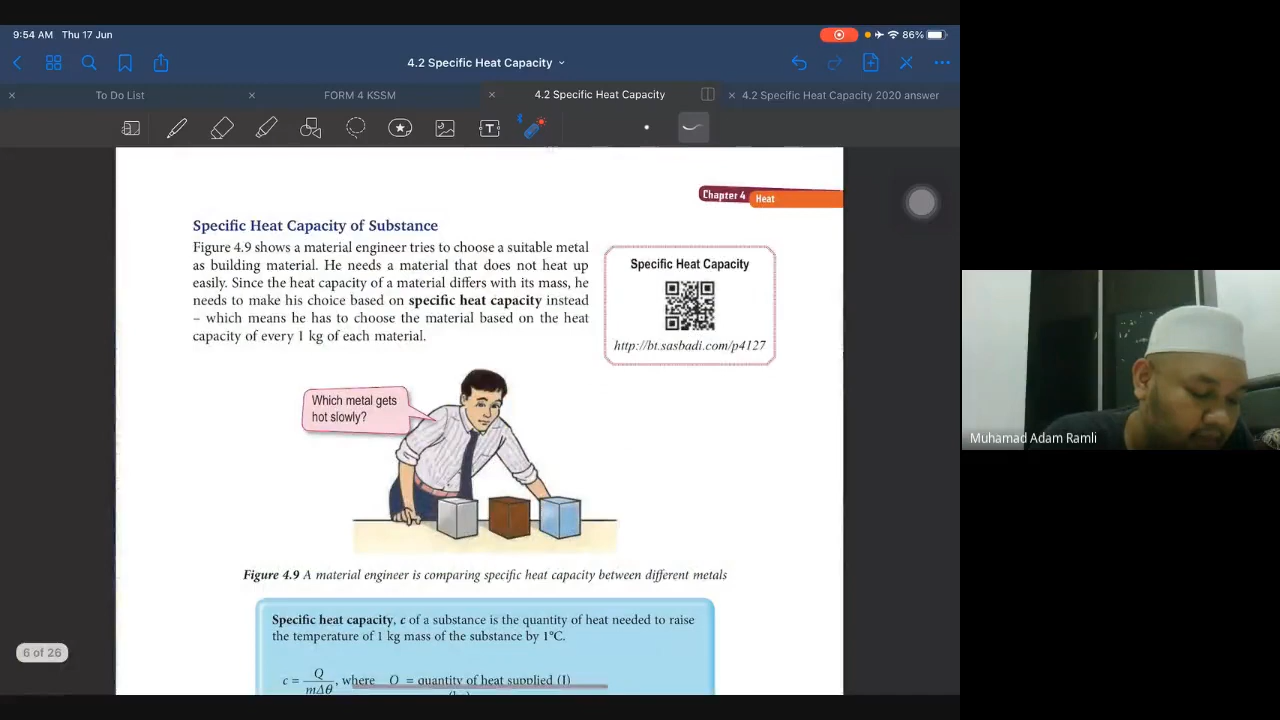 9:54 AM Thu 17 Jun
86%
4.2 Specific Heat Capacity
To Do List
FORM 4 KSSM
4.2 Specific Heat Capacity
4.2 Specific Heat Capacity 2020 answer
T
Chapter 4 Heat
Specific Heat Capacity of Substance
Figure 4.9 shows a material engineer tries to choose a suitable metal
as building material. He needs a material that does not heat up
easily. Since the heat capacity of a material differs with its mass, he
needs to make his choice based on specific heat capacity instead
– which means he has to choose the material based on the heat
capacity of every 1 kg of each material.
Specific Heat Capacity
http://bt.sasbadi.com/p4127
Which metal gets
hot slowly?
Figure 4.9 A material engineer is comparing specific heat capacity between different metals
Specific heat capacity, c of a substance is the quantity of heat needed to raise
the temperature of 1 kg mass of the substance by 1°C.
c = Q/mΔθ, where Q = quantity of heat supplied (J)
6 of 26
Muhamad Adam Ramli